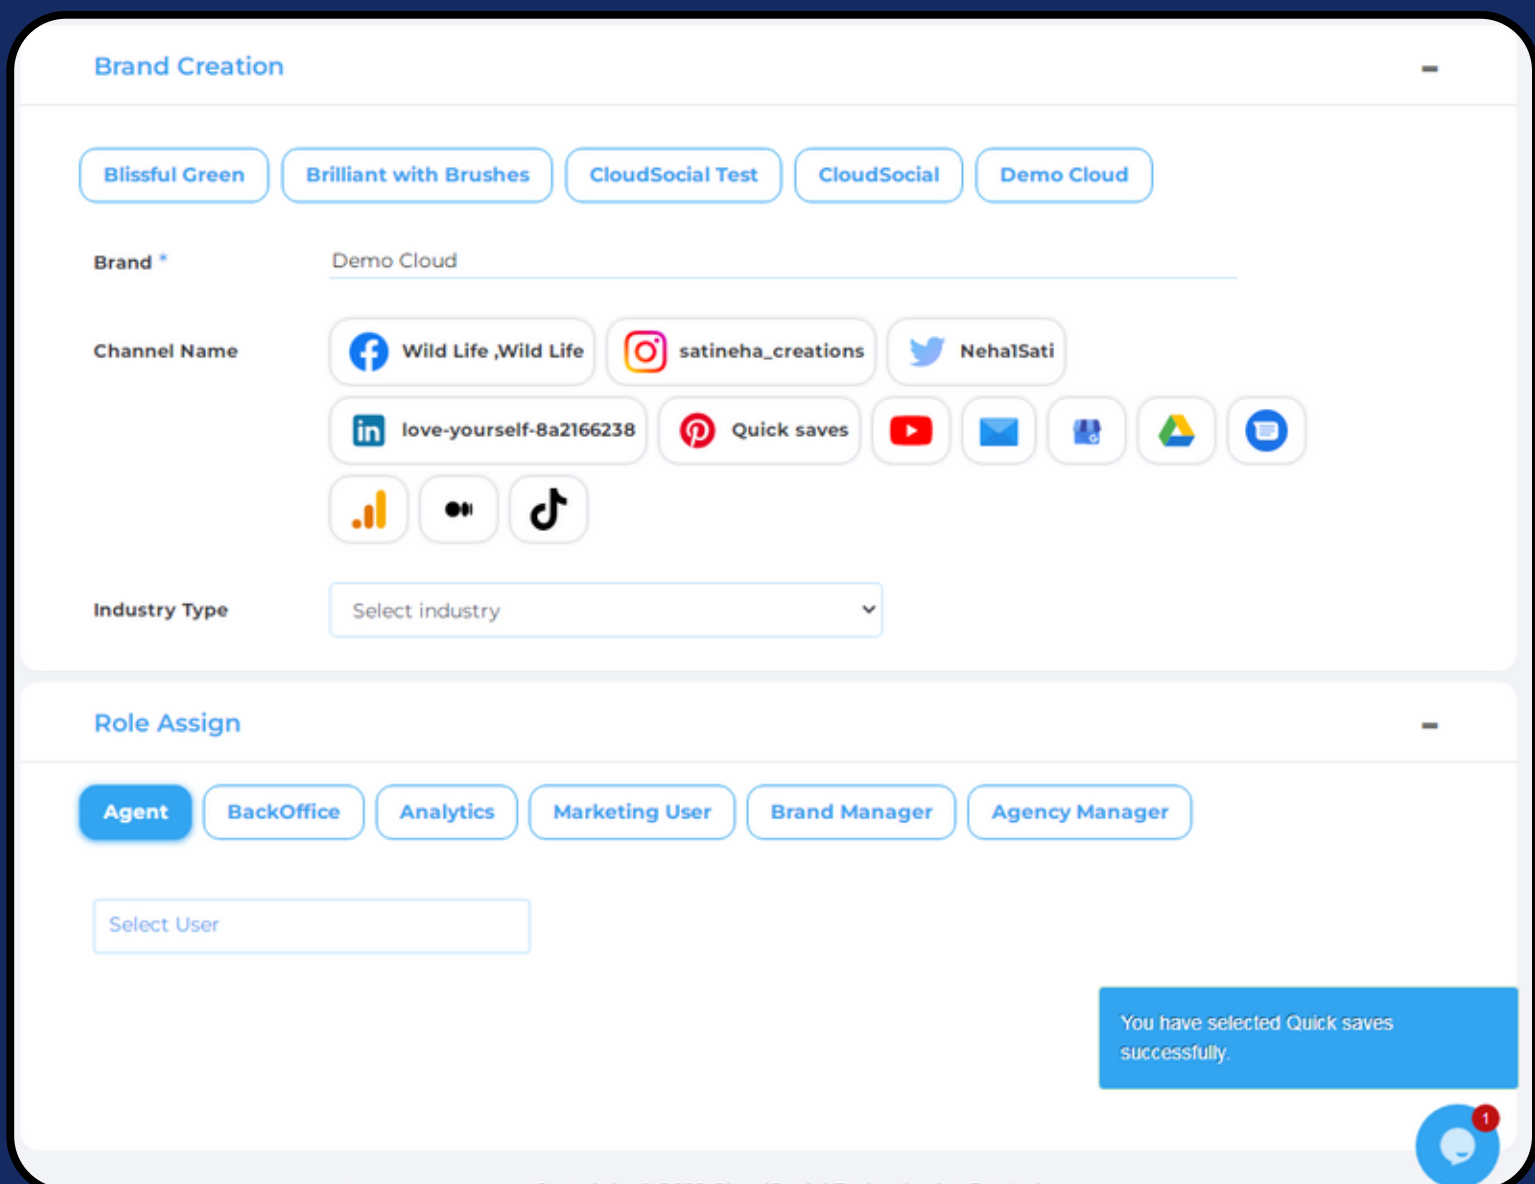 Brand Creation
Blissful Green Brilliant with Brushes CloudSocial Test CloudSocial Demo Cloud
Brand * Demo Cloud
Channel Name Wild Life ,Wild Life satineha_creations Neha1Sati
in love-yourself-8a2166238 Quick saves
Industry Type Select industry
Role Assign
Agent BackOffice Analytics Marketing User Brand Manager Agency Manager
Select User
You have selected Quick saves
successfully.
1